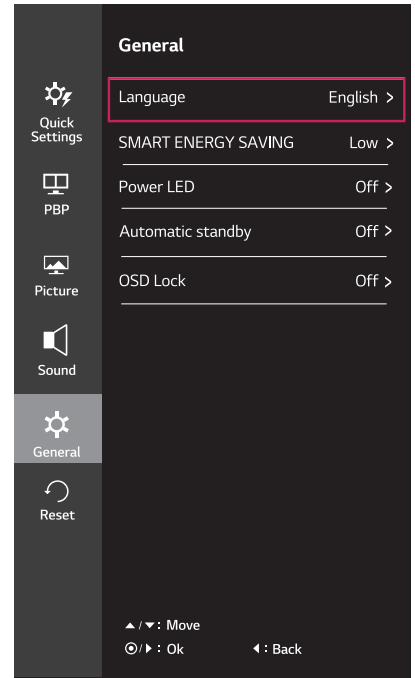 General
Language English >
SMART ENERGY SAVING Low >
Power LED Off >
Automatic standby Off >
OSD Lock Off >
Quick
Settings
PBP
Picture
Sound
General
Reset
▲/▼: Move
◉/▶ : Ok ◀ : Back